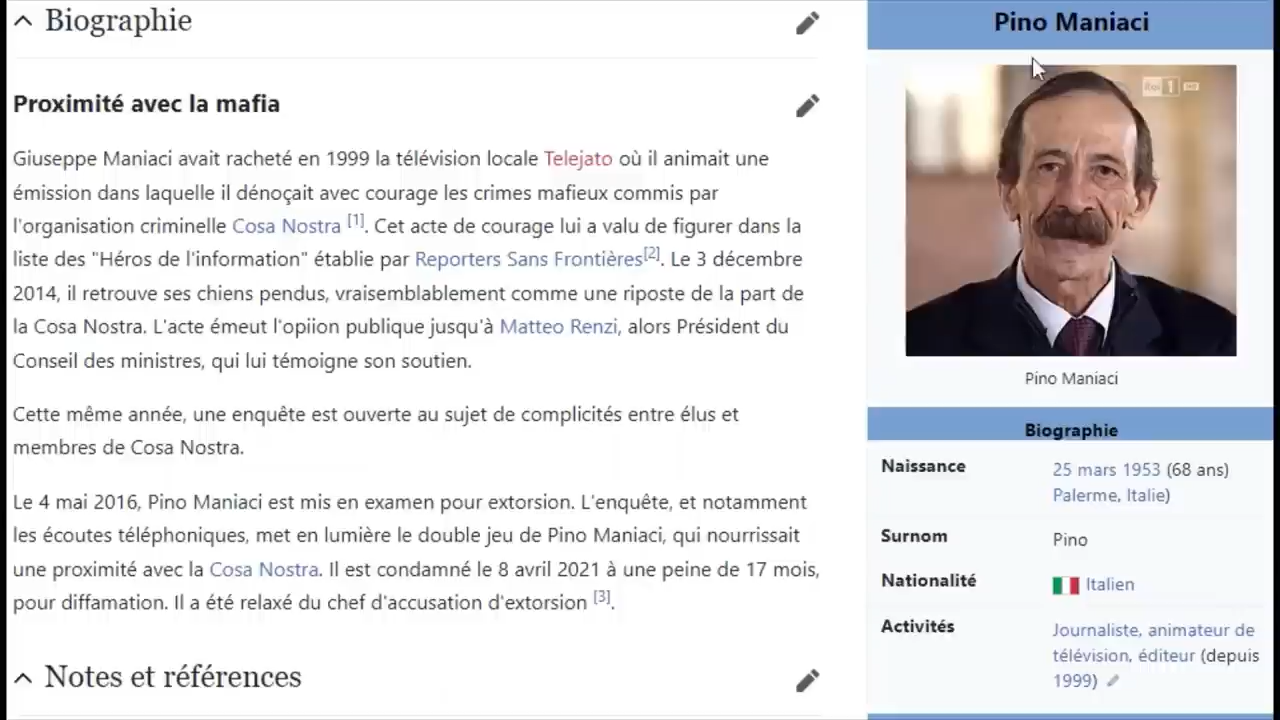 Biographie
Proximité avec la mafia
Giuseppe Maniaci avait racheté en 1999 la télévision locale Telejato où il animait une
émission dans laquelle il dénoçait avec courage les crimes mafieux commis par
l'organisation criminelle Cosa Nostra [1]. Cet acte de courage lui a valu de figurer dans la
liste des "Héros de l'information" établie par Reporters Sans Frontières[2]. Le 3 décembre
2014, il retrouve ses chiens pendus, vraisemblablement comme une riposte de la part de
la Cosa Nostra. L'acte émeut l'opiion publique jusqu'à Matteo Renzi, alors Président du
Conseil des ministres, qui lui témoigne son soutien.
Cette même année, une enquête est ouverte au sujet de complicités entre élus et
membres de Cosa Nostra.
Le 4 mai 2016, Pino Maniaci est mis en examen pour extorsion. L'enquête, et notamment
les écoutes téléphoniques, met en lumière le double jeu de Pino Maniaci, qui nourrissait
une proximité avec la Cosa Nostra. Il est condamné le 8 avril 2021 à une peine de 17 mois,
pour diffamation. Il a été relaxé du chef d'accusation d'extorsion [3].
Notes et références
Pino Maniaci
Rai 1
Pino Maniaci
Biographie
Naissance 25 mars 1953 (68 ans)
Palerme, Italie)
Surnom Pino
Nationalité Italien
Activités Journaliste, animateur de
télévision, éditeur (depuis
1999)